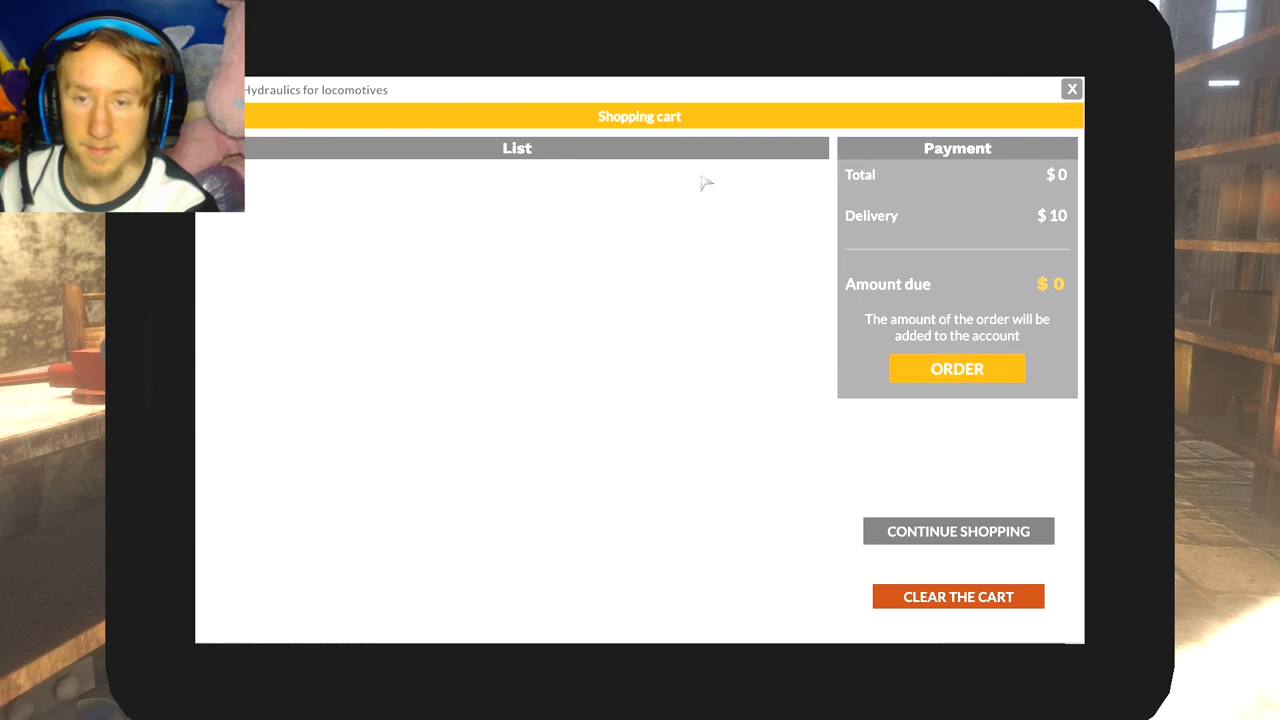 Hydraulics for locomotives
X
Shopping cart
List
Payment
Total $ 0
Delivery $ 10
Amount due $ 0
The amount of the order will be
added to the account
ORDER
CONTINUE SHOPPING
CLEAR THE CART